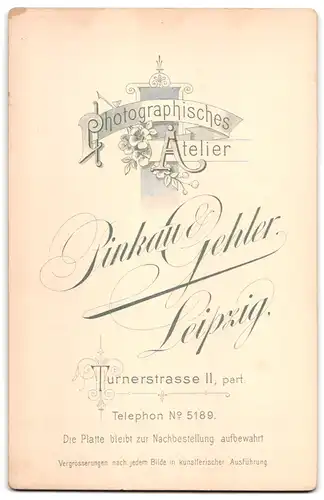 Photographisches
Atelier
Pinkau & Gehler.
Leipzig.
Turnerstrasse 11, part.
Telephon No 5189.
Die Platte bleibt zur Nachbestellung aufbewahrt
Vergrösserungen nach jedem Bilde in künstlerischer Ausführung.